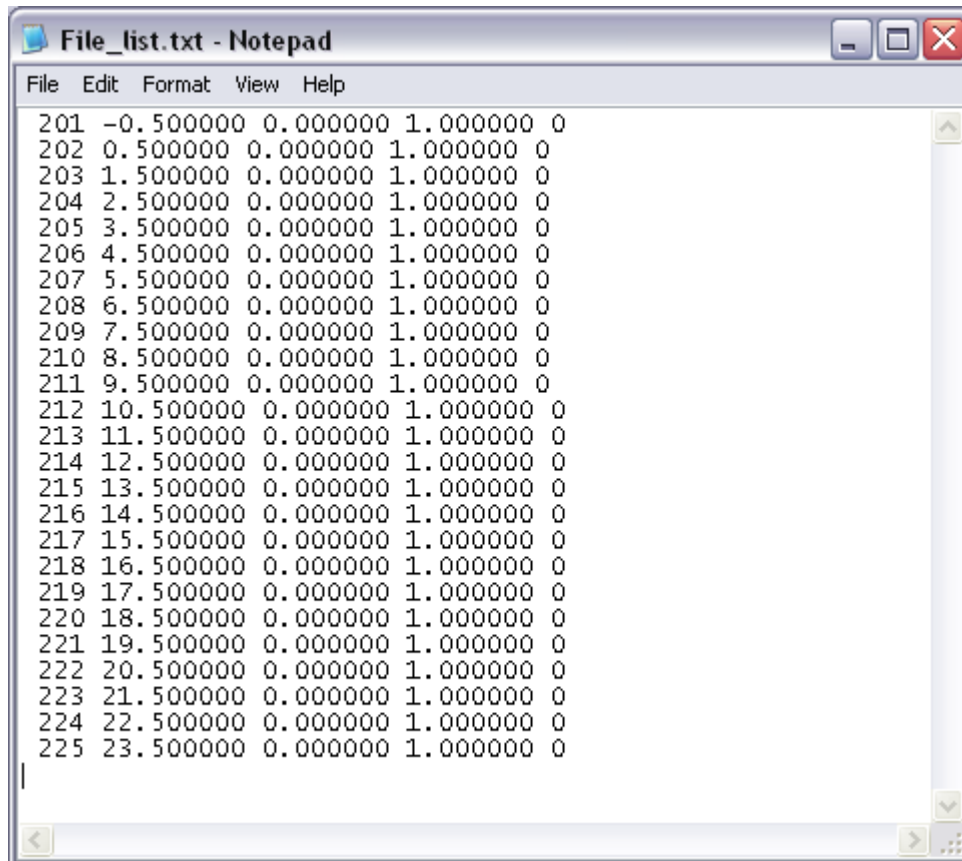 File_list.txt - Notepad
File Edit Format View Help
201 -0.500000 0.000000 1.000000 0
202 0.500000 0.000000 1.000000 0
203 1.500000 0.000000 1.000000 0
204 2.500000 0.000000 1.000000 0
205 3.500000 0.000000 1.000000 0
206 4.500000 0.000000 1.000000 0
207 5.500000 0.000000 1.000000 0
208 6.500000 0.000000 1.000000 0
209 7.500000 0.000000 1.000000 0
210 8.500000 0.000000 1.000000 0
211 9.500000 0.000000 1.000000 0
212 10.500000 0.000000 1.000000 0
213 11.500000 0.000000 1.000000 0
214 12.500000 0.000000 1.000000 0
215 13.500000 0.000000 1.000000 0
216 14.500000 0.000000 1.000000 0
217 15.500000 0.000000 1.000000 0
218 16.500000 0.000000 1.000000 0
219 17.500000 0.000000 1.000000 0
220 18.500000 0.000000 1.000000 0
221 19.500000 0.000000 1.000000 0
222 20.500000 0.000000 1.000000 0
223 21.500000 0.000000 1.000000 0
224 22.500000 0.000000 1.000000 0
225 23.500000 0.000000 1.000000 0